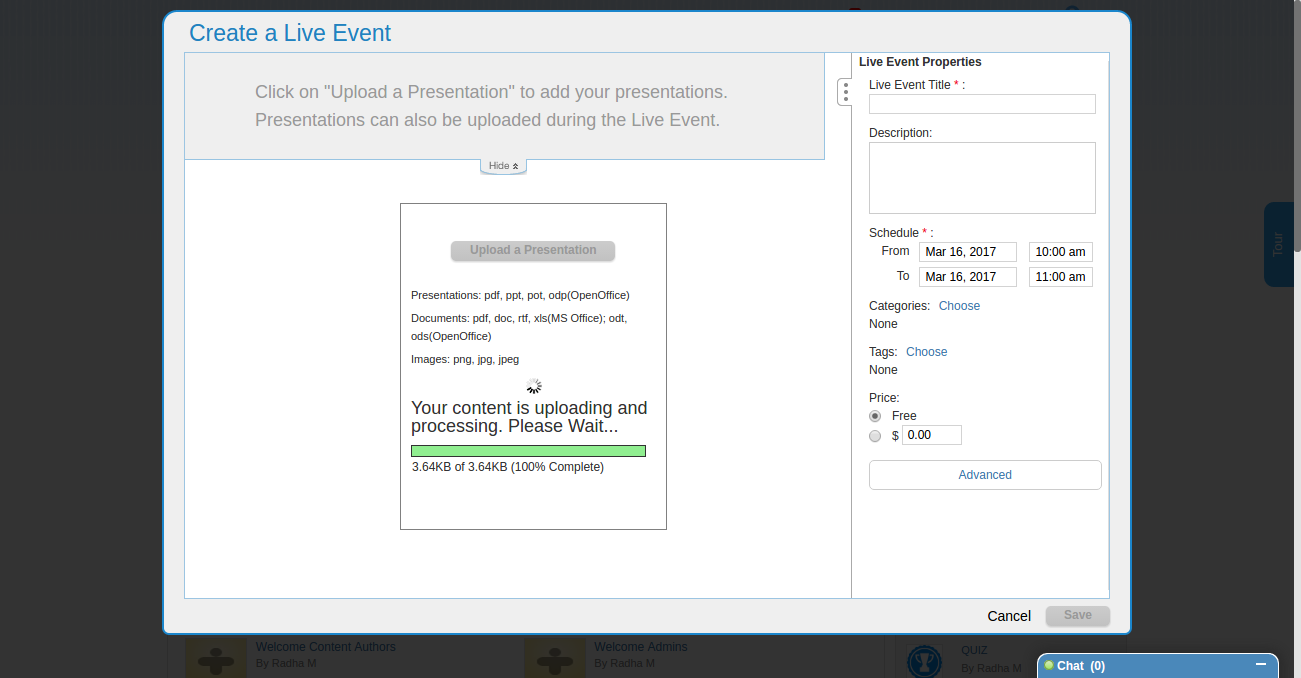 Create a Live Event
Click on "Upload a Presentation" to add your presentations.
Presentations can also be uploaded during the Live Event.
Hide
Upload a Presentation
Presentations: pdf, ppt, pot, odp(OpenOffice)
Documents: pdf, doc, rtf, xls(MS Office); odt,
ods(OpenOffice)
Images: png, jpg, jpeg
Your content is uploading and
processing. Please Wait...
3.64KB of 3.64KB (100% Complete)
Live Event Properties
Live Event Title * :
Description:
Schedule * :
From Mar 16, 2017 10:00 am
To Mar 16, 2017 11:00 am
Categories: Choose
None
Tags: Choose
None
Price:
Free
$ 0.00
Advanced
Cancel Save
Tour
Welcome Content Authors
By Radha M
Welcome Admins
By Radha M
QUIZ
By Radha M
Chat (0)